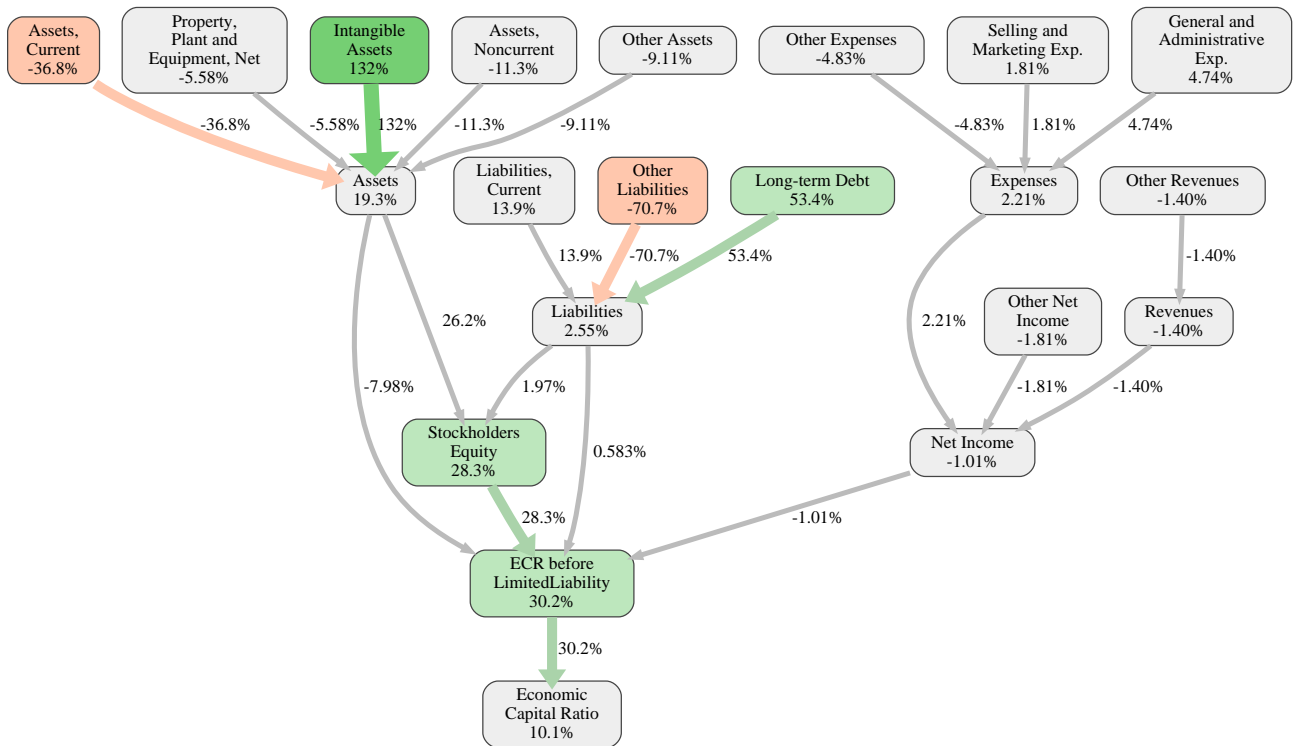 Assets,
Current
-36.8%
Property,
Plant and
Equipment, Net
-5.58%
Intangible
Assets
132%
Assets,
Noncurrent
-11.3%
Other Assets
-9.11%
Other Expenses
-4.83%
Selling and
Marketing Exp.
1.81%
General and
Administrative
Exp.
4.74%
-36.8%
-5.58%
132%
-11.3%
-9.11%
-4.83%
1.81%
4.74%
Assets
19.3%
Liabilities,
Current
13.9%
Other
Liabilities
-70.7%
Long-term Debt
53.4%
Expenses
2.21%
Other Revenues
-1.40%
13.9%
-70.7%
53.4%
-1.40%
26.2%
Liabilities
2.55%
2.21%
Other Net
Income
-1.81%
Revenues
-1.40%
-7.98%
1.97%
-1.81%
-1.40%
Stockholders
Equity
28.3%
0.583%
Net Income
-1.01%
28.3%
-1.01%
ECR before
LimitedLiability
30.2%
30.2%
Economic
Capital Ratio
10.1%